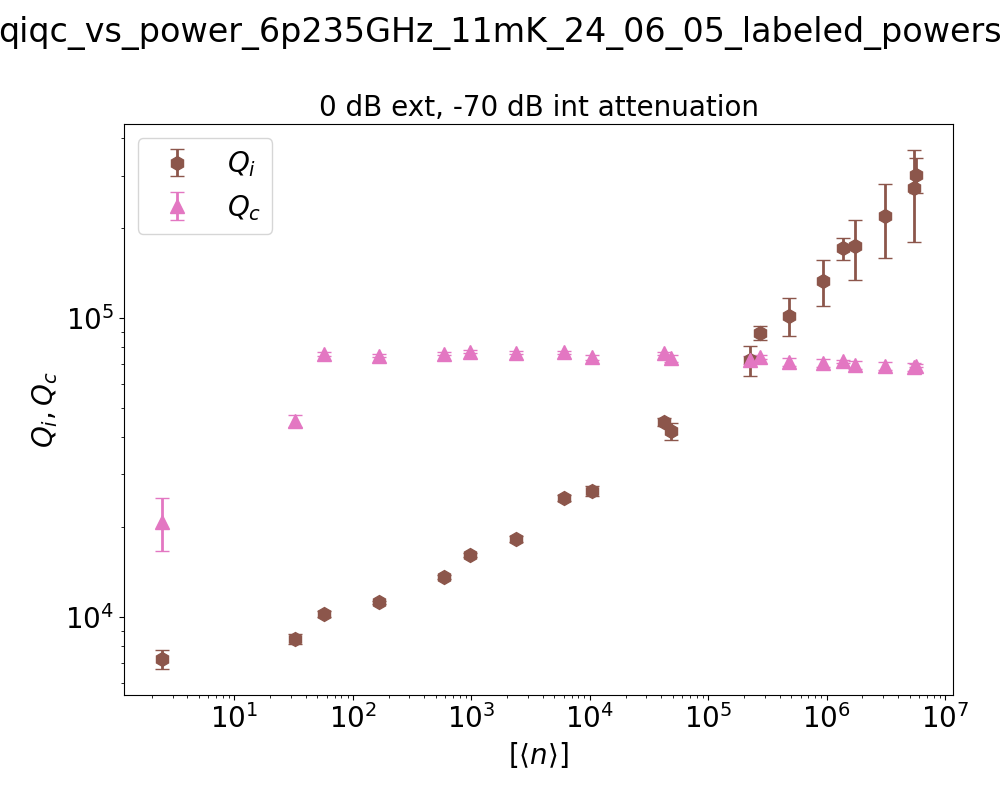 qiqc_vs_power_6p235GHz_11mK_24_06_05_labeled_powers
0 dB ext, -70 dB int attenuation
Q_i
Q_c
10^5
10^4
Q_i, Q_c
10^1 10^2 10^3 10^4 10^5 10^6 10^7
[⟨n⟩]